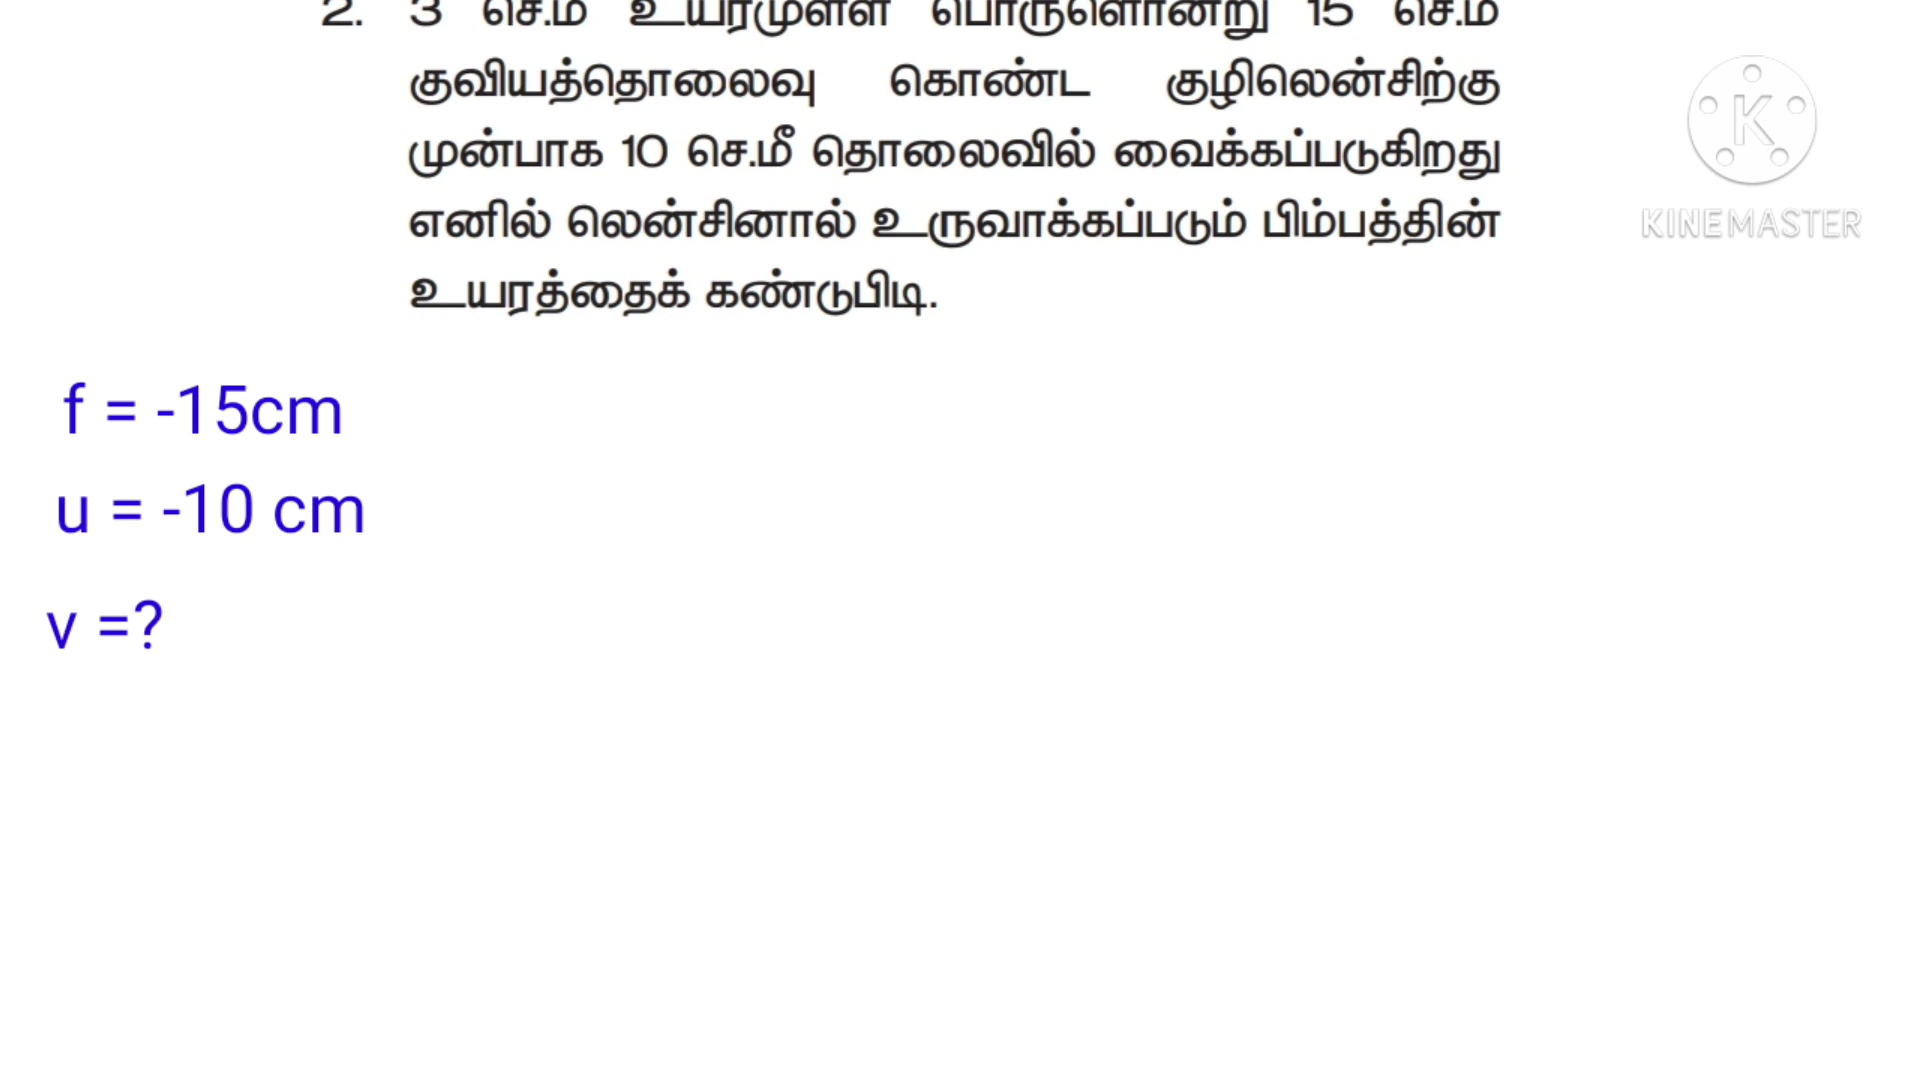 2. 3 செ.மீ உயரமுள்ள பொருளொன்று 15 செ.மீ
குவியத்தொலைவு கொண்ட குழிலென்சிற்கு
முன்பாக 10 செ.மீ தொலைவில் வைக்கப்படுகிறது
எனில் லென்சினால் உருவாக்கப்படும் பிம்பத்தின்
உயரத்தைக் கண்டுபிடி.
K
KINEMASTER
f = -15cm
u = -10 cm
v =?